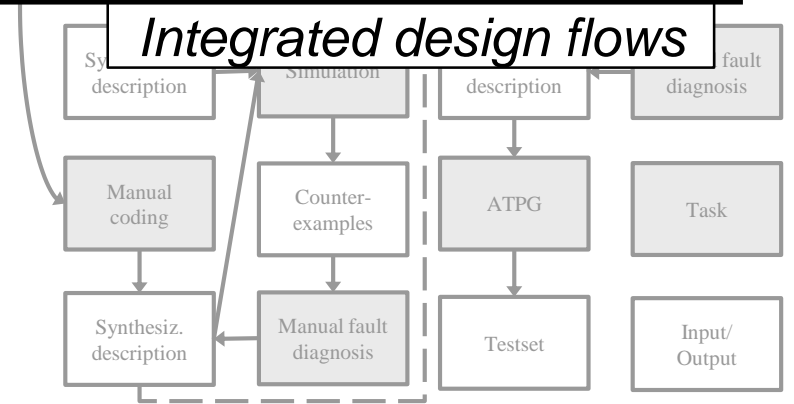 Integrated design flows
description
Simulation
description
fault
diagnosis
Manual
coding
Counter-
examples
ATPG
Task
Synthesiz.
description
Manual fault
diagnosis
Testset
Input/
Output